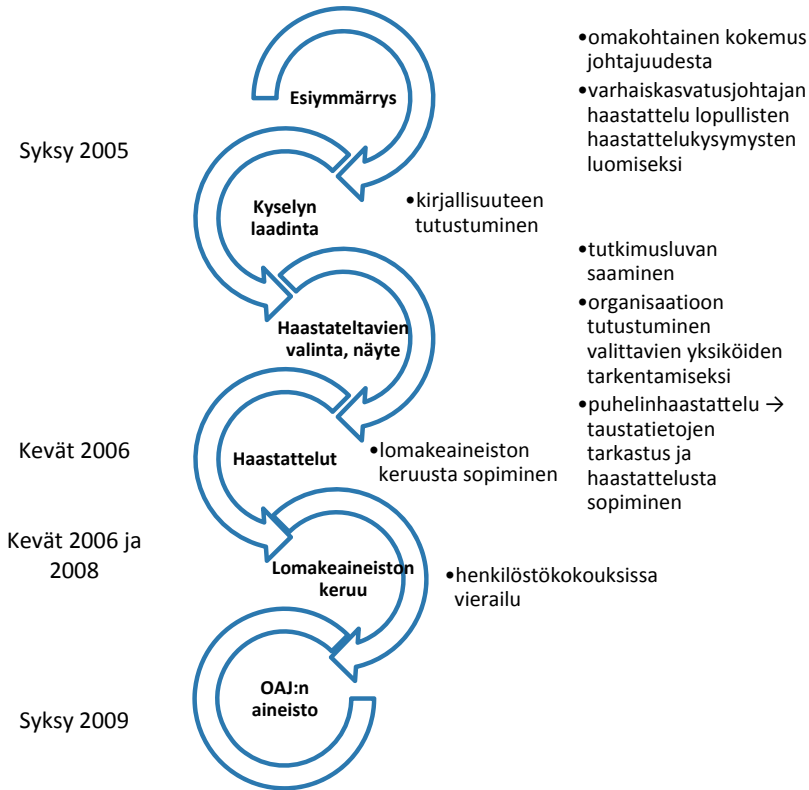 Esiymmärrys
•omakohtainen kokemus
johtajuudesta
•varhaiskasvatusjohtajan
haastattelu lopullisten
haastattelukysymysten
luomiseksi
Syksy 2005
Kyselyn
laadinta
•kirjallisuuteen
tutustuminen
Haastateltavien
valinta, näyte
•tutkimusluvan
saaminen
•organisaatioon
tutustuminen
valittavien yksiköiden
tarkentamiseksi
•puhelinhaastattelu →
taustatietojen
tarkastus ja
haastattelusta
sopiminen
Kevät 2006
Haastattelut
•lomakeaineiston
keruusta sopiminen
Kevät 2006 ja
2008
Lomakeaineiston
keruu
•henkilöstökokouksissa
vierailu
Syksy 2009
OAJ:n
aineisto